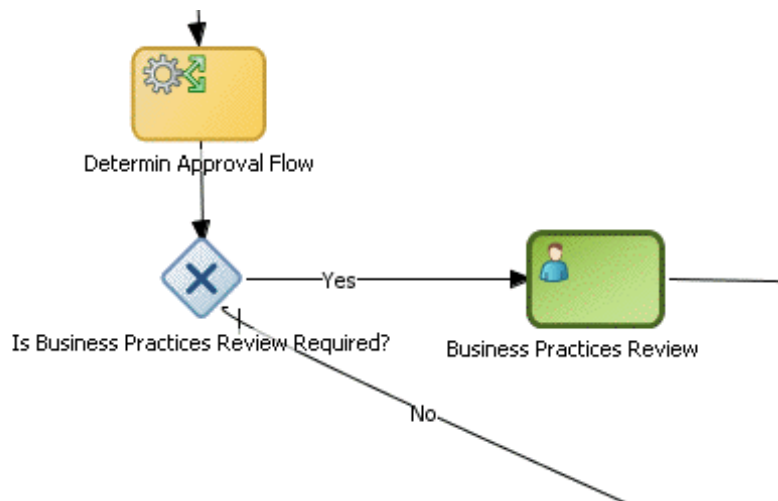 Determin Approval Flow
Yes
Is Business Practices Review Required?
Business Practices Review
No